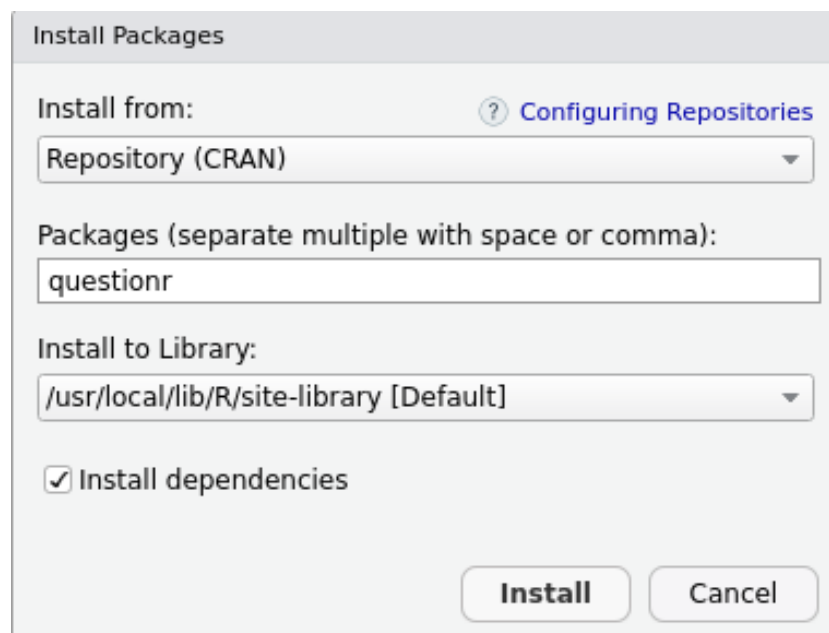 Install Packages
Install from:
? Configuring Repositories
Repository (CRAN)
Packages (separate multiple with space or comma):
questionr
Install to Library:
/usr/local/lib/R/site-library [Default]
Install dependencies
Install
Cancel